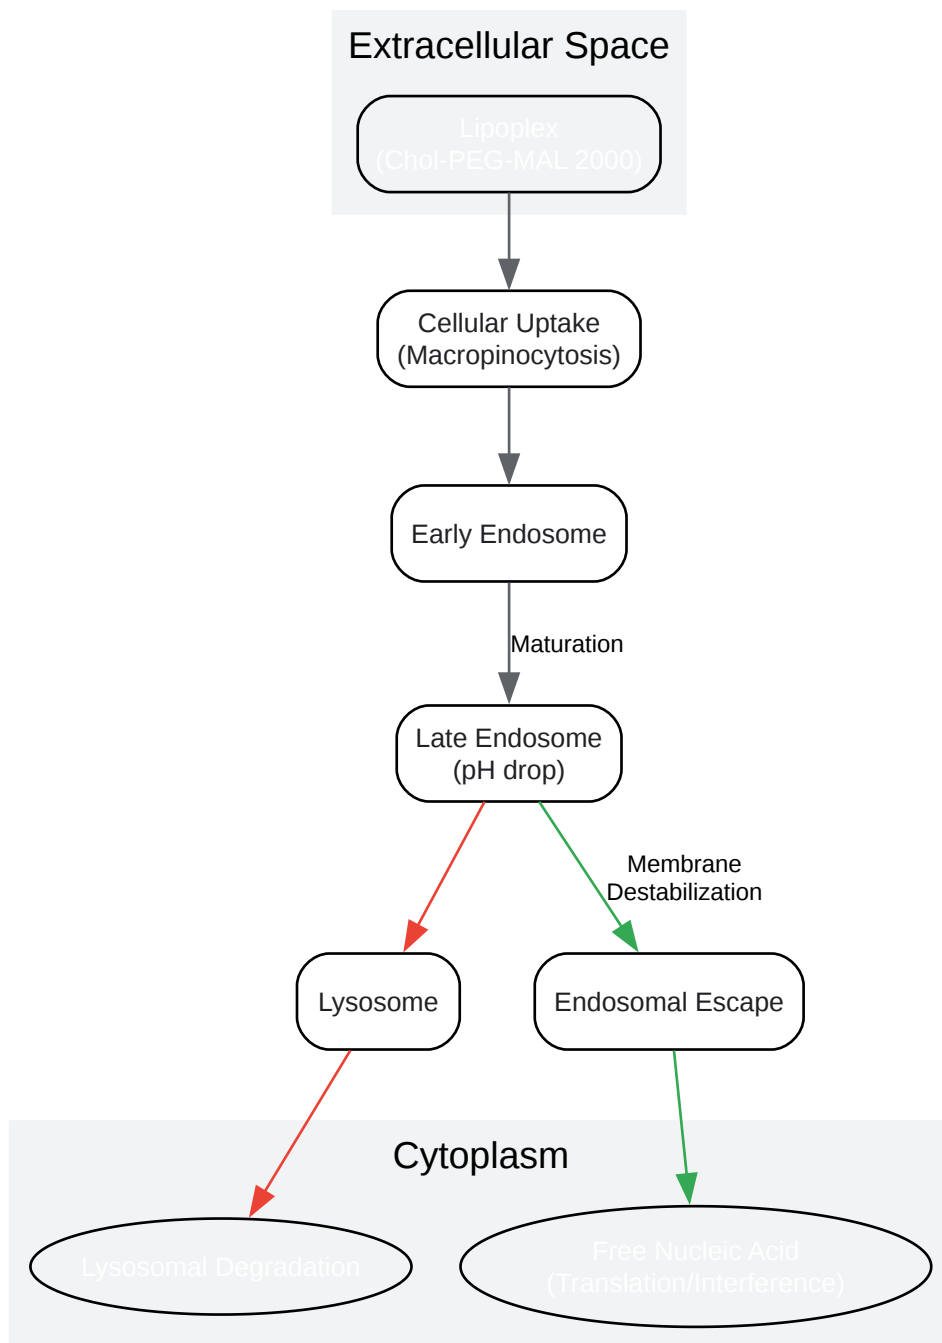 Extracellular Space
Lipoplex
(Chol-PEG-MAL 2000)
Cellular Uptake
(Macropinocytosis)
Early Endosome
Maturation
Late Endosome
(pH drop)
Membrane
Destabilization
Lysosome
Endosomal Escape
Cytoplasm
Lysosomal Degradation
Free Nucleic Acid
(Translation/Interference)